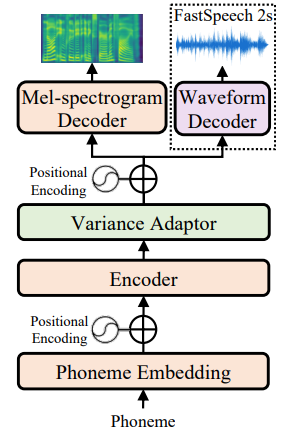 FastSpeech 2s
Mel-spectrogram
Decoder
Waveform
Decoder
Positional
Encoding
Variance Adaptor
Encoder
Positional
Encoding
Phoneme Embedding
Phoneme